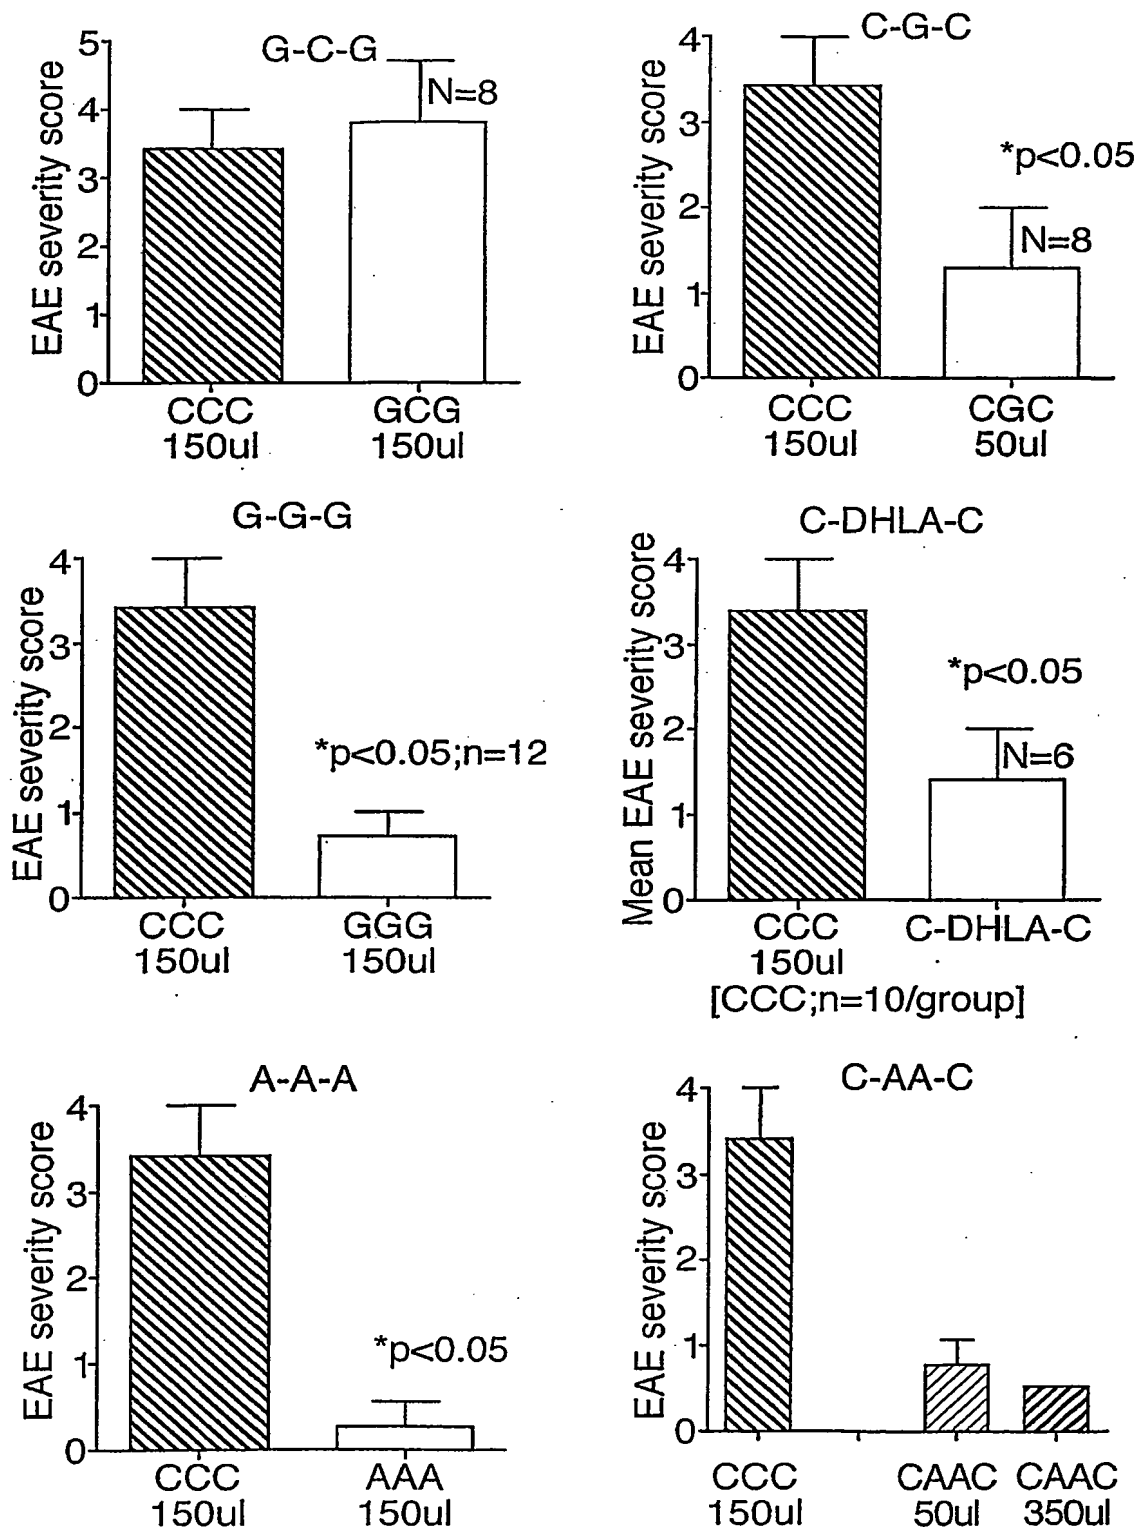 G-C-G
EAE severity score
5
4
3
2
1
0
N=8
CCC
150ul
GCG
150ul
C-G-C
EAE severity score
4
3
2
1
0
*p<0.05
N=8
CCC
150ul
CGC
50ul
G-G-G
EAE severity score
4
3
2
1
0
*p<0.05;n=12
CCC
150ul
GGG
150ul
C-DHLA-C
Mean EAE severity score
4
3
2
1
0
*p<0.05
N=6
CCC
150ul
C-DHLA-C
[CCC;n=10/group]
A-A-A
EAE severity score
4
3
2
1
0
*p<0.05
CCC
150ul
AAA
150ul
C-AA-C
EAE severity score
4
3
2
1
0
CCC
150ul
CAAC
50ul
CAAC
350ul